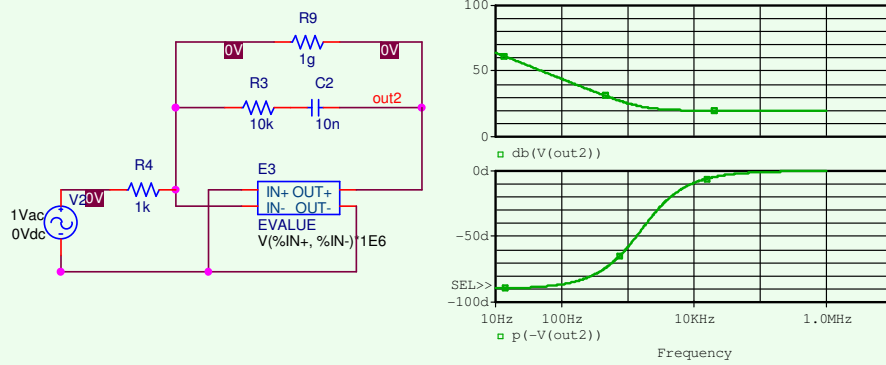 R9
0V
0V
1g
R3
C2
out2
10k
10n
R4
E3
V2
0V
IN+ OUT+
IN- OUT-
1k
1Vac
0Vdc
EVALUE
V(%IN+, %IN-)*1E6
100
50
0
db(V(out2))
0d
-50d
SEL>>
-100d
10Hz
100Hz
10KHz
1.0MHz
p(-V(out2))
Frequency